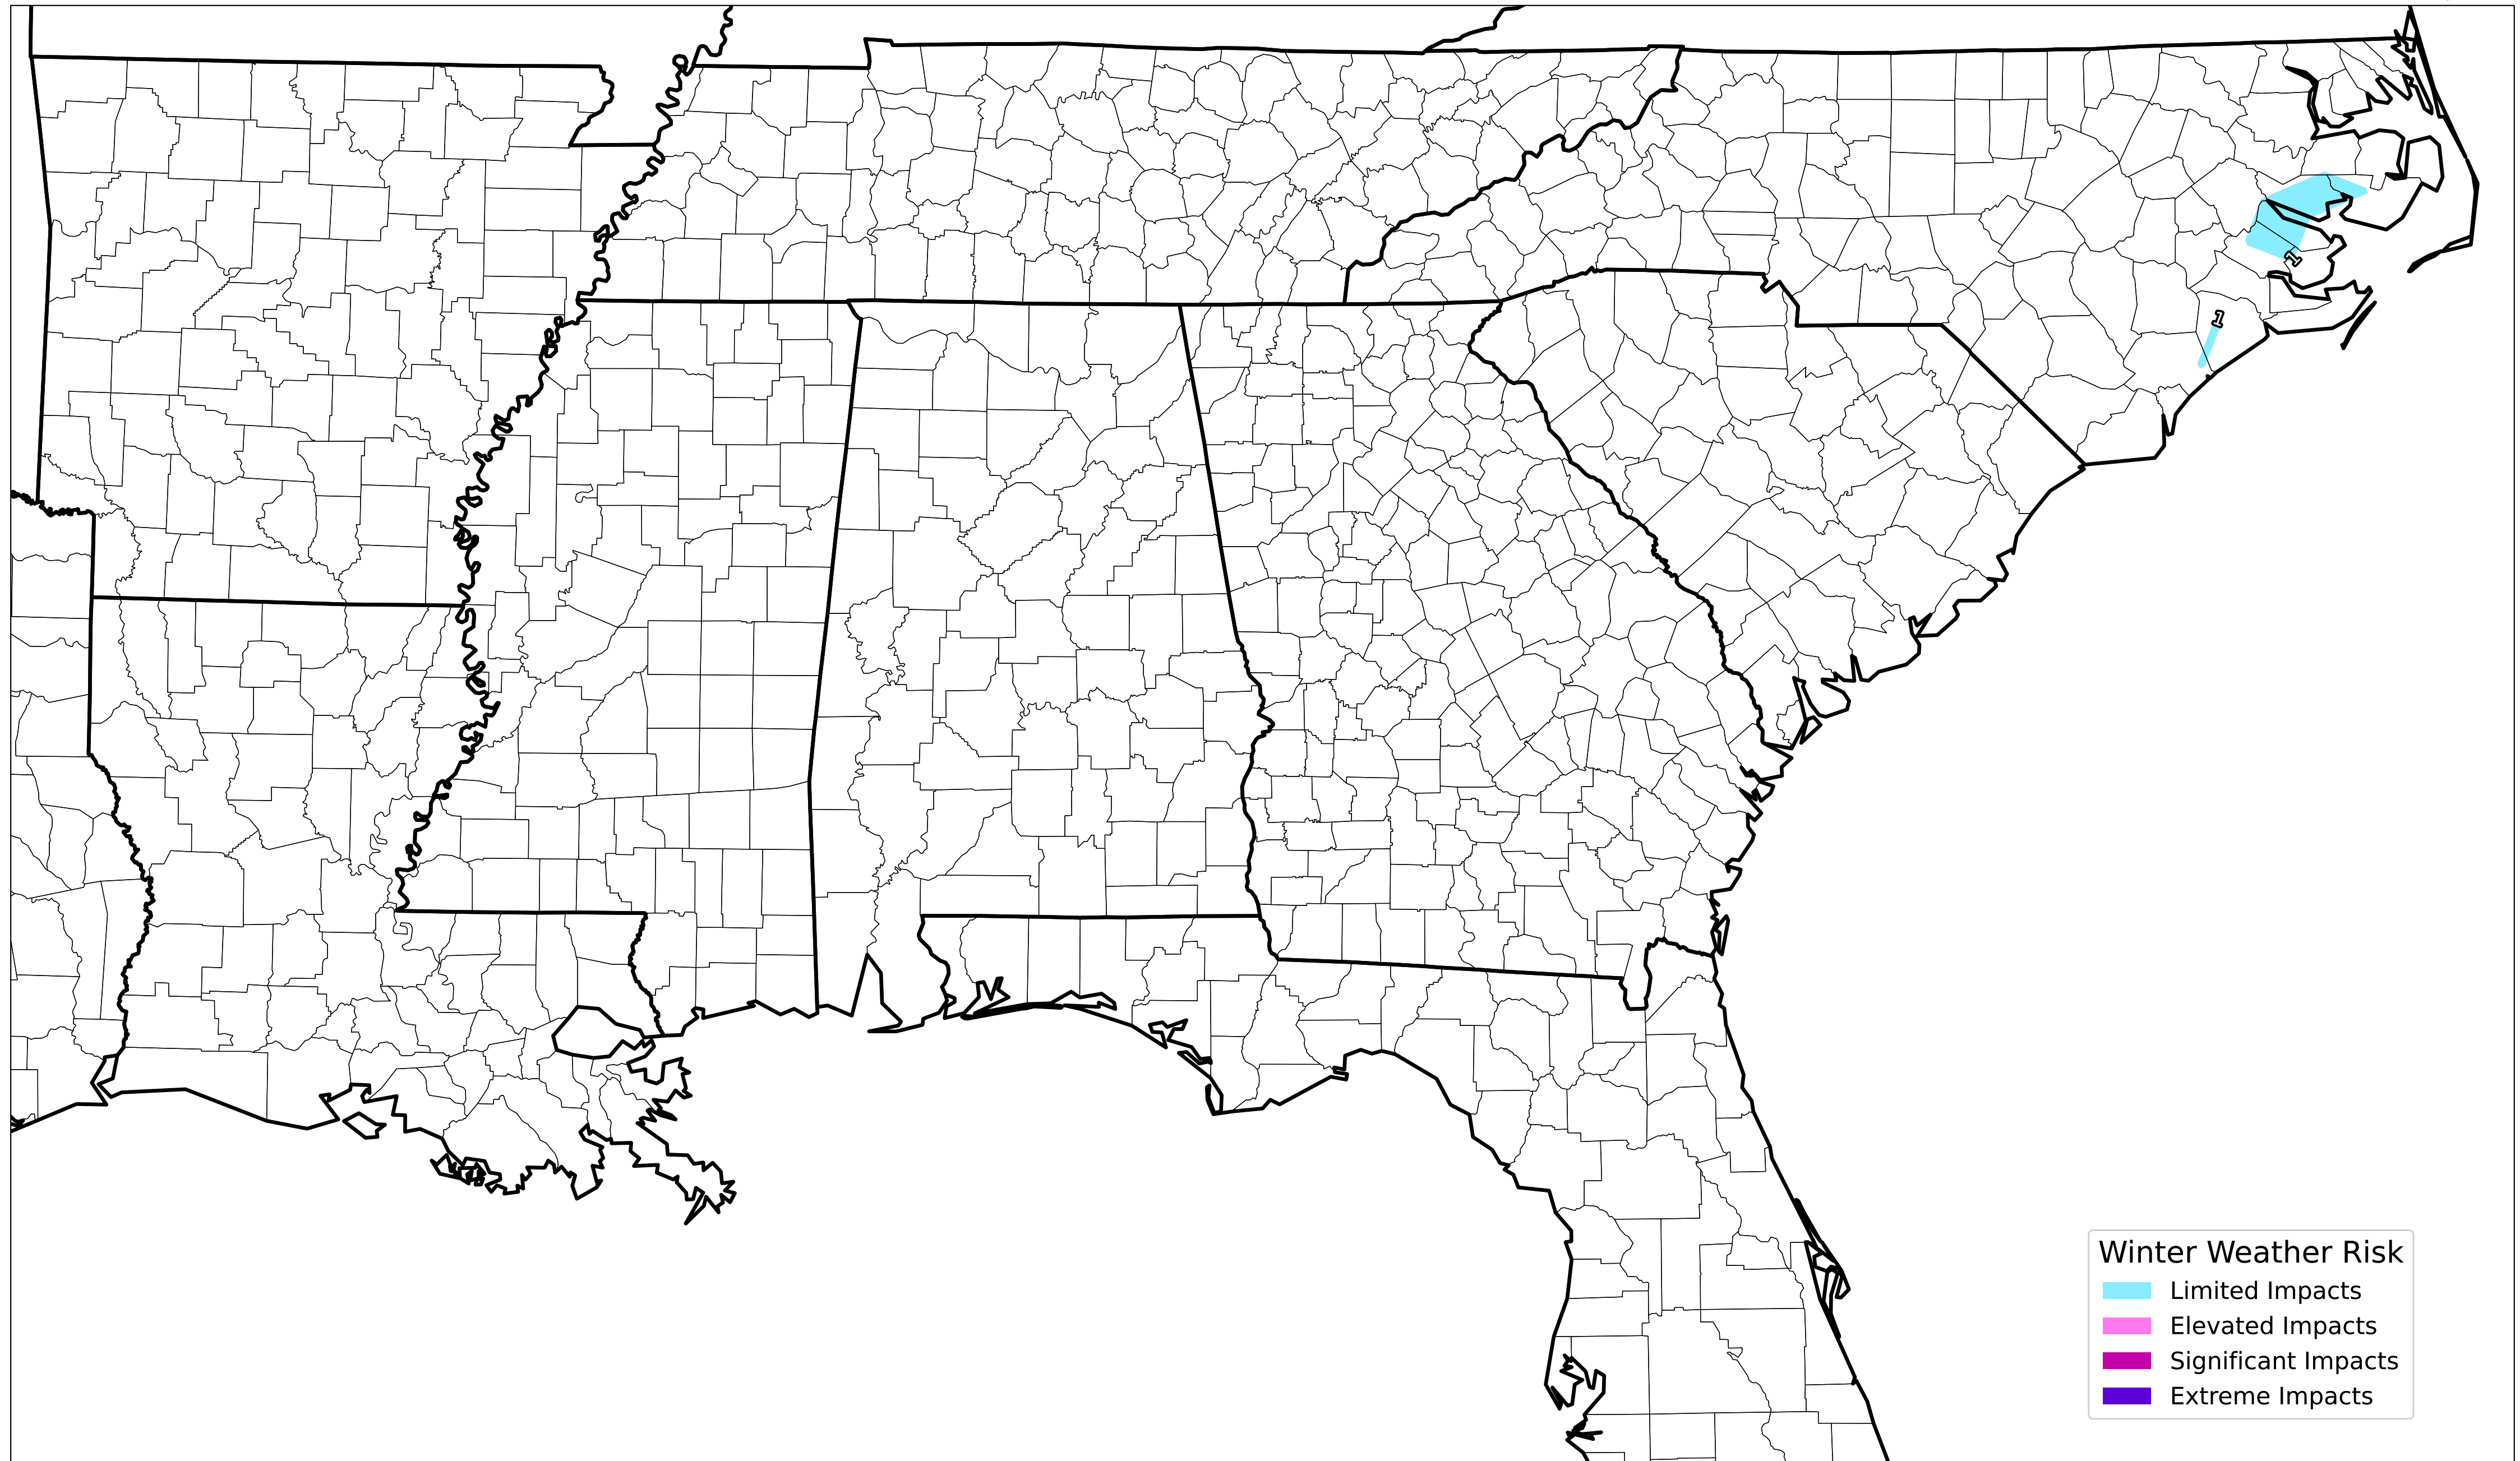 1
1
Winter Weather Risk
Limited Impacts
Elevated Impacts
Significant Impacts
Extreme Impacts